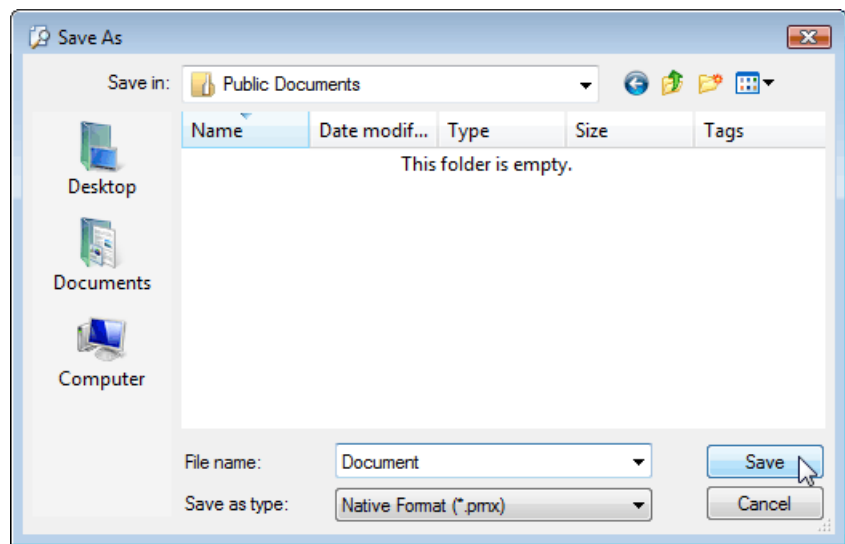 Save As
Save in: Public Documents
Name Date modif... Type Size Tags
This folder is empty.
Desktop
Documents
Computer
File name: Document Save
Save as type: Native Format (*.pmx) Cancel